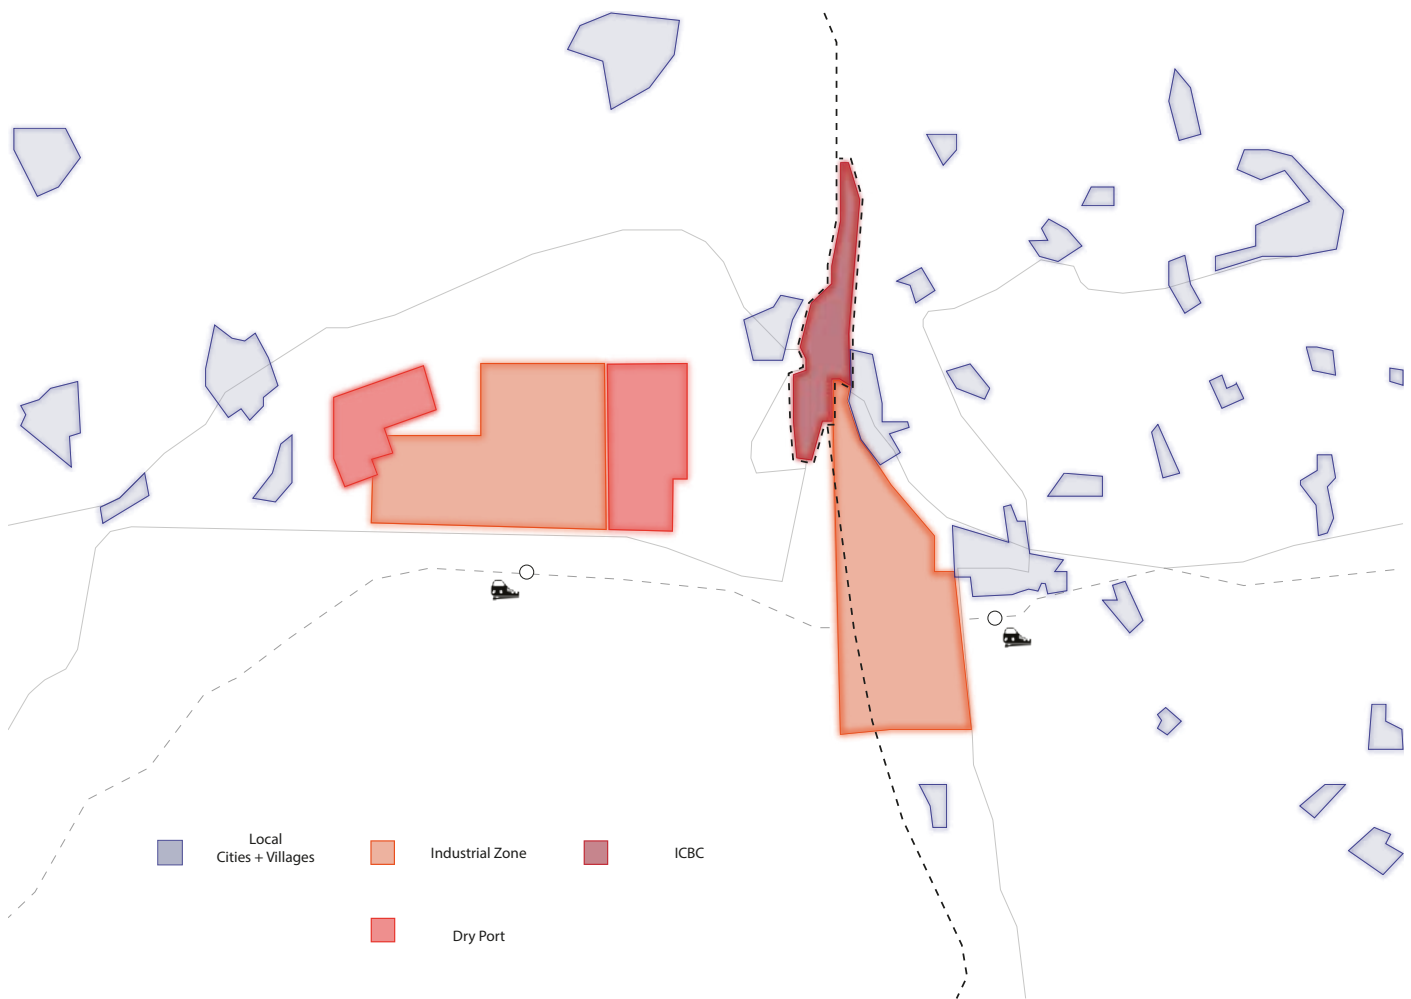 Local
Cities + Villages
Industrial Zone
ICBC
Dry Port